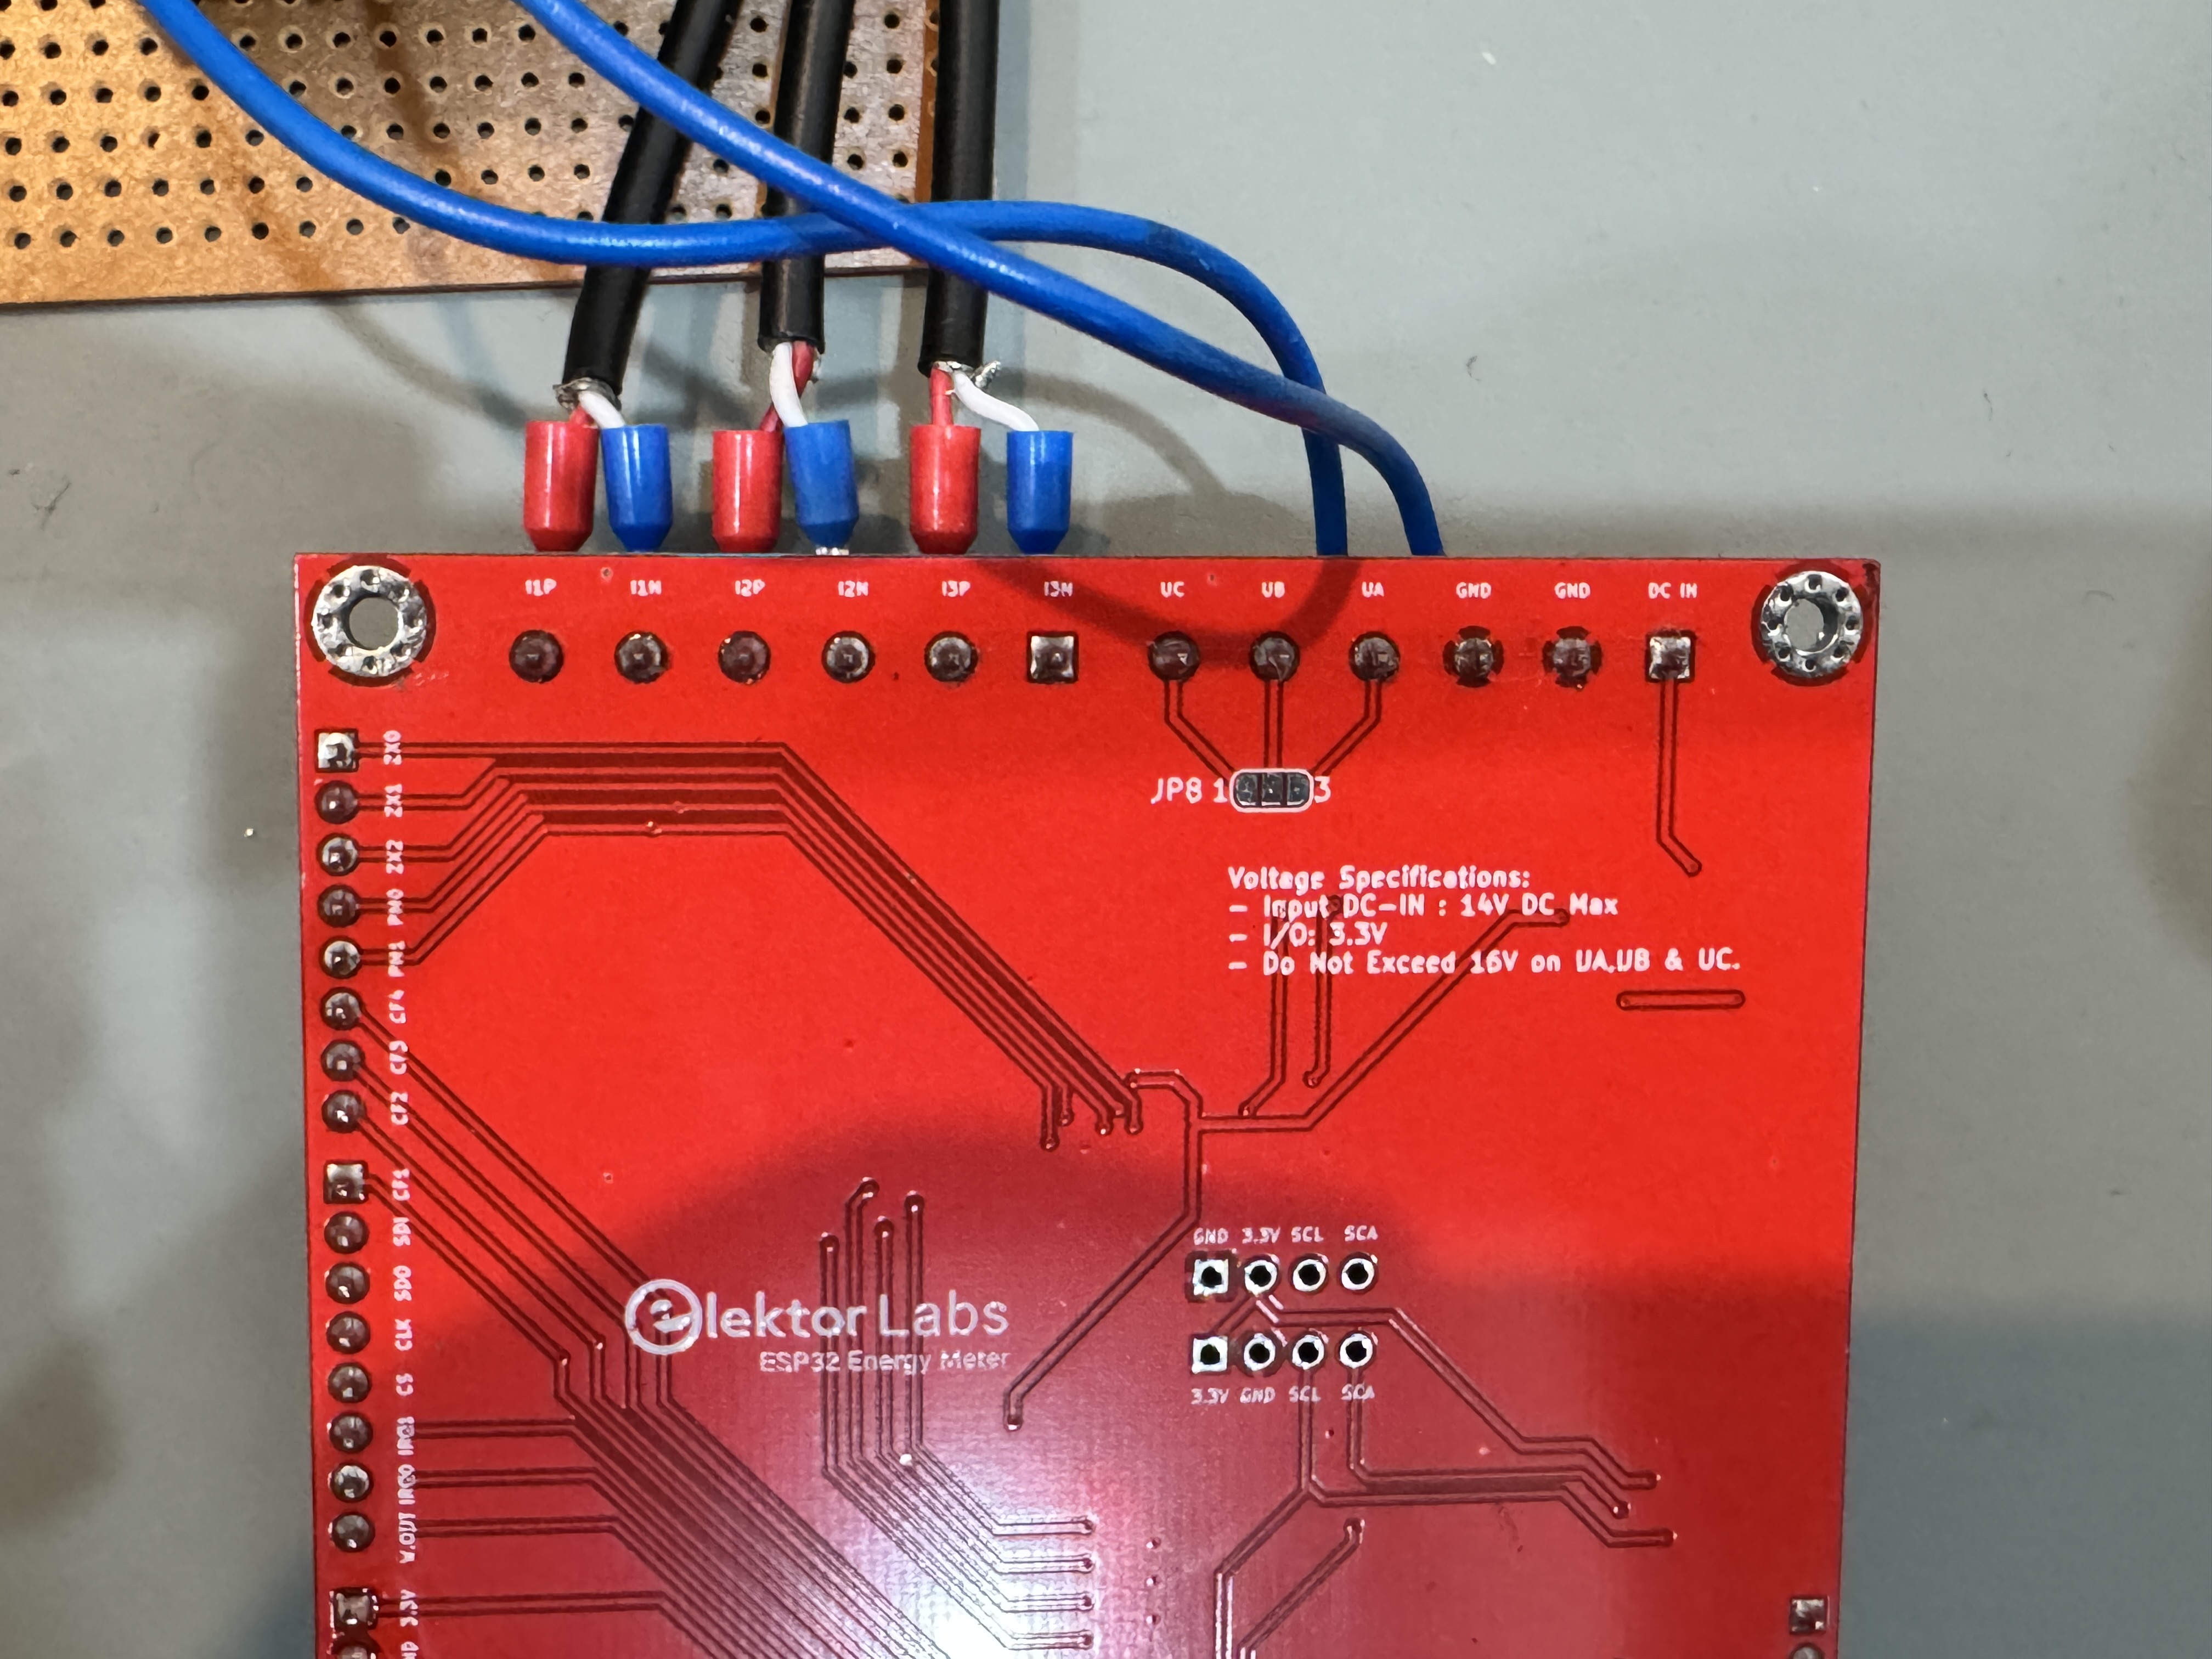 ND 3.3V W.OUT IRQ0 IRQ1 CS CLK SDO SDI CF1 CF2 CF3 CF4 PM1 PM0 ZX2 ZX1 ZX0
I1P
I1N
I2P
I2N
I3P
I3N
UC
UB
UA
GND
GND
DC IN
elektor Labs
ESP32 Energy Meter
JP8 1
3
Voltage Specifications:
- Input DC-IN : 14V DC Max
- I/O: 3.3V
- Do Not Exceed 16V on UA,UB & UC.
GND 3.3V SCL SCA
3.3V GND SCL SCA